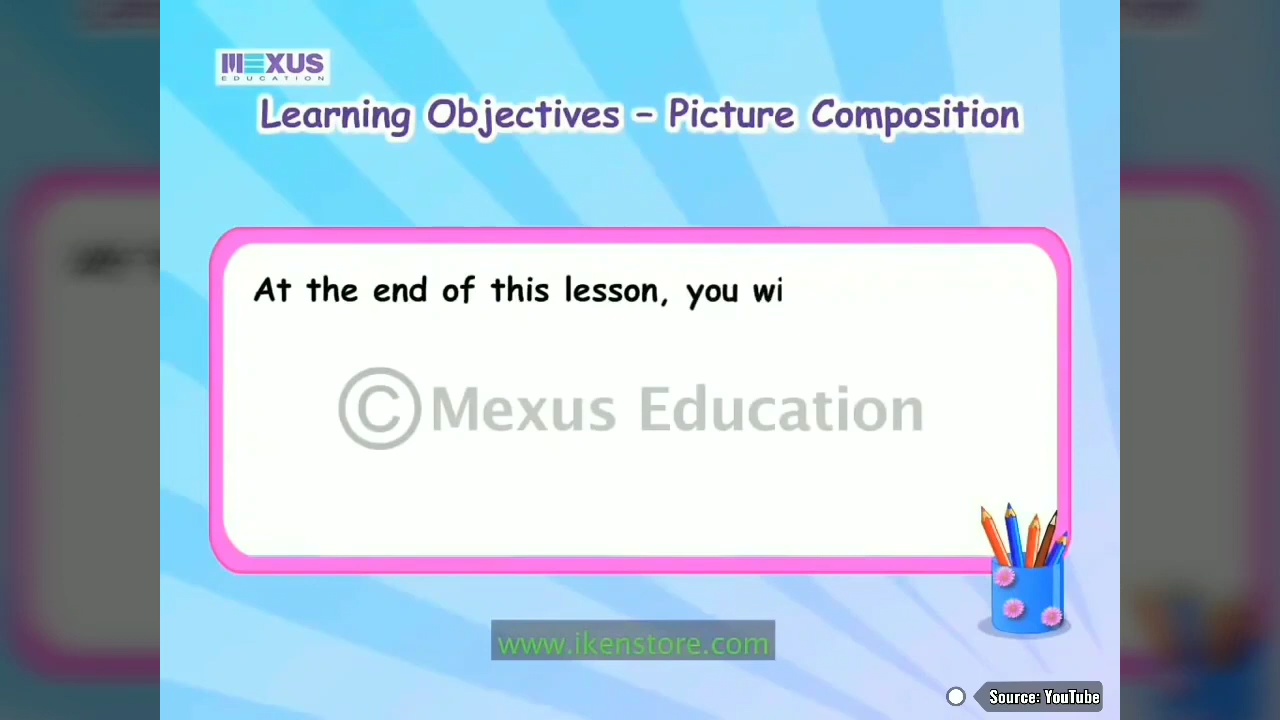 MEXUS
EDUCATION
Learning Objectives – Picture Composition
At the end of this lesson, you wi
© Mexus Education
www.ikenstore.com
Source: YouTube